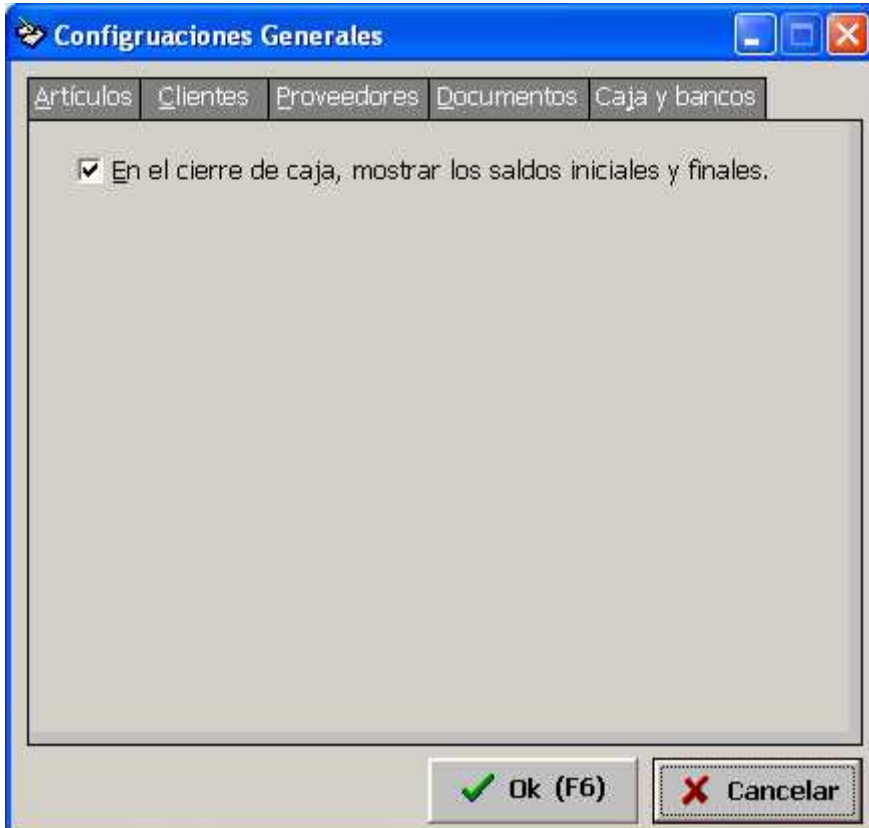 Configruaciones Generales
Artículos Clientes Proveedores Documentos Caja y bancos
En el cierre de caja, mostrar los saldos iniciales y finales.
Ok (F6) Cancelar